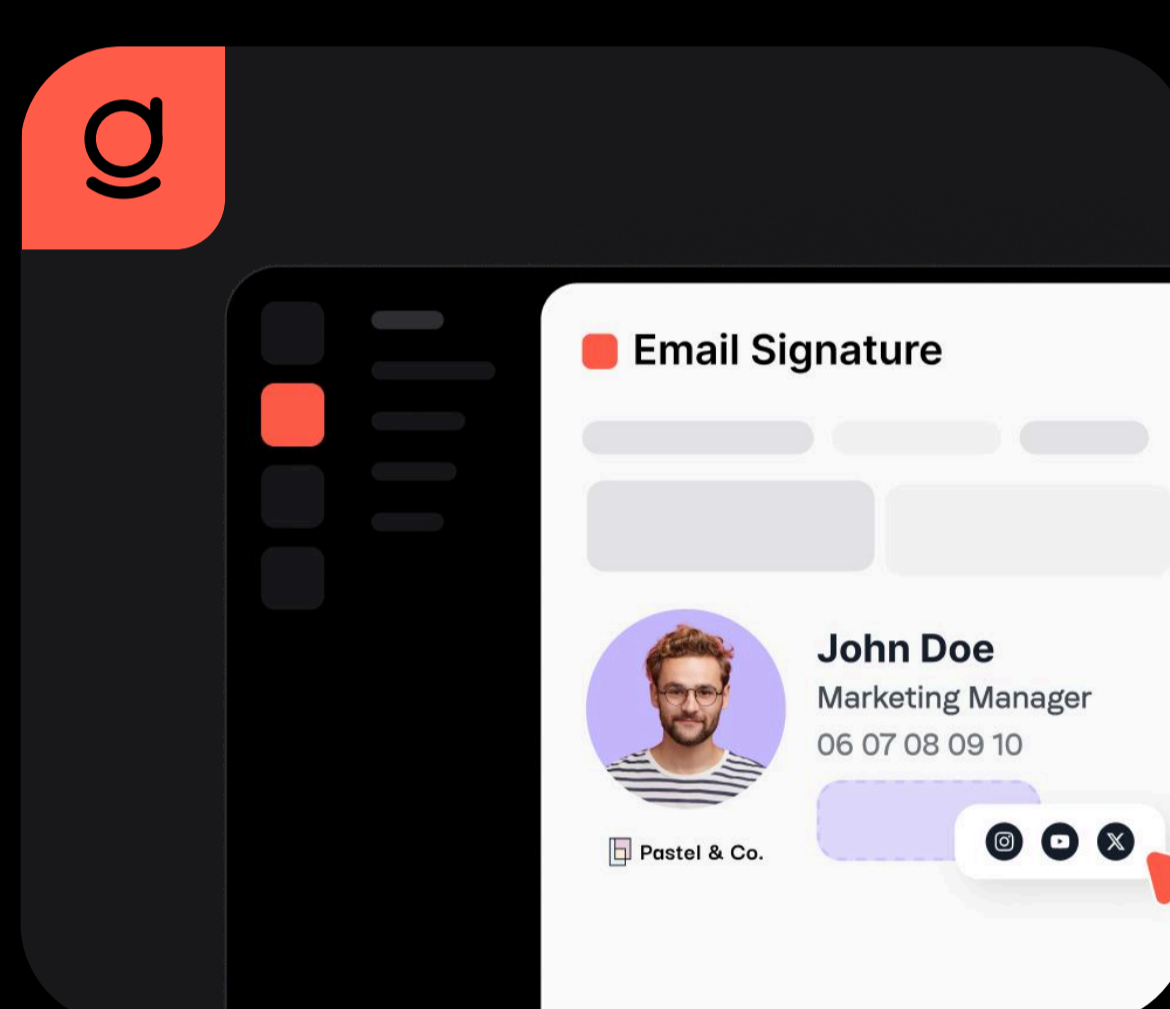 g
Email Signature
John Doe
Marketing Manager
06 07 08 09 10
Pastel & Co.